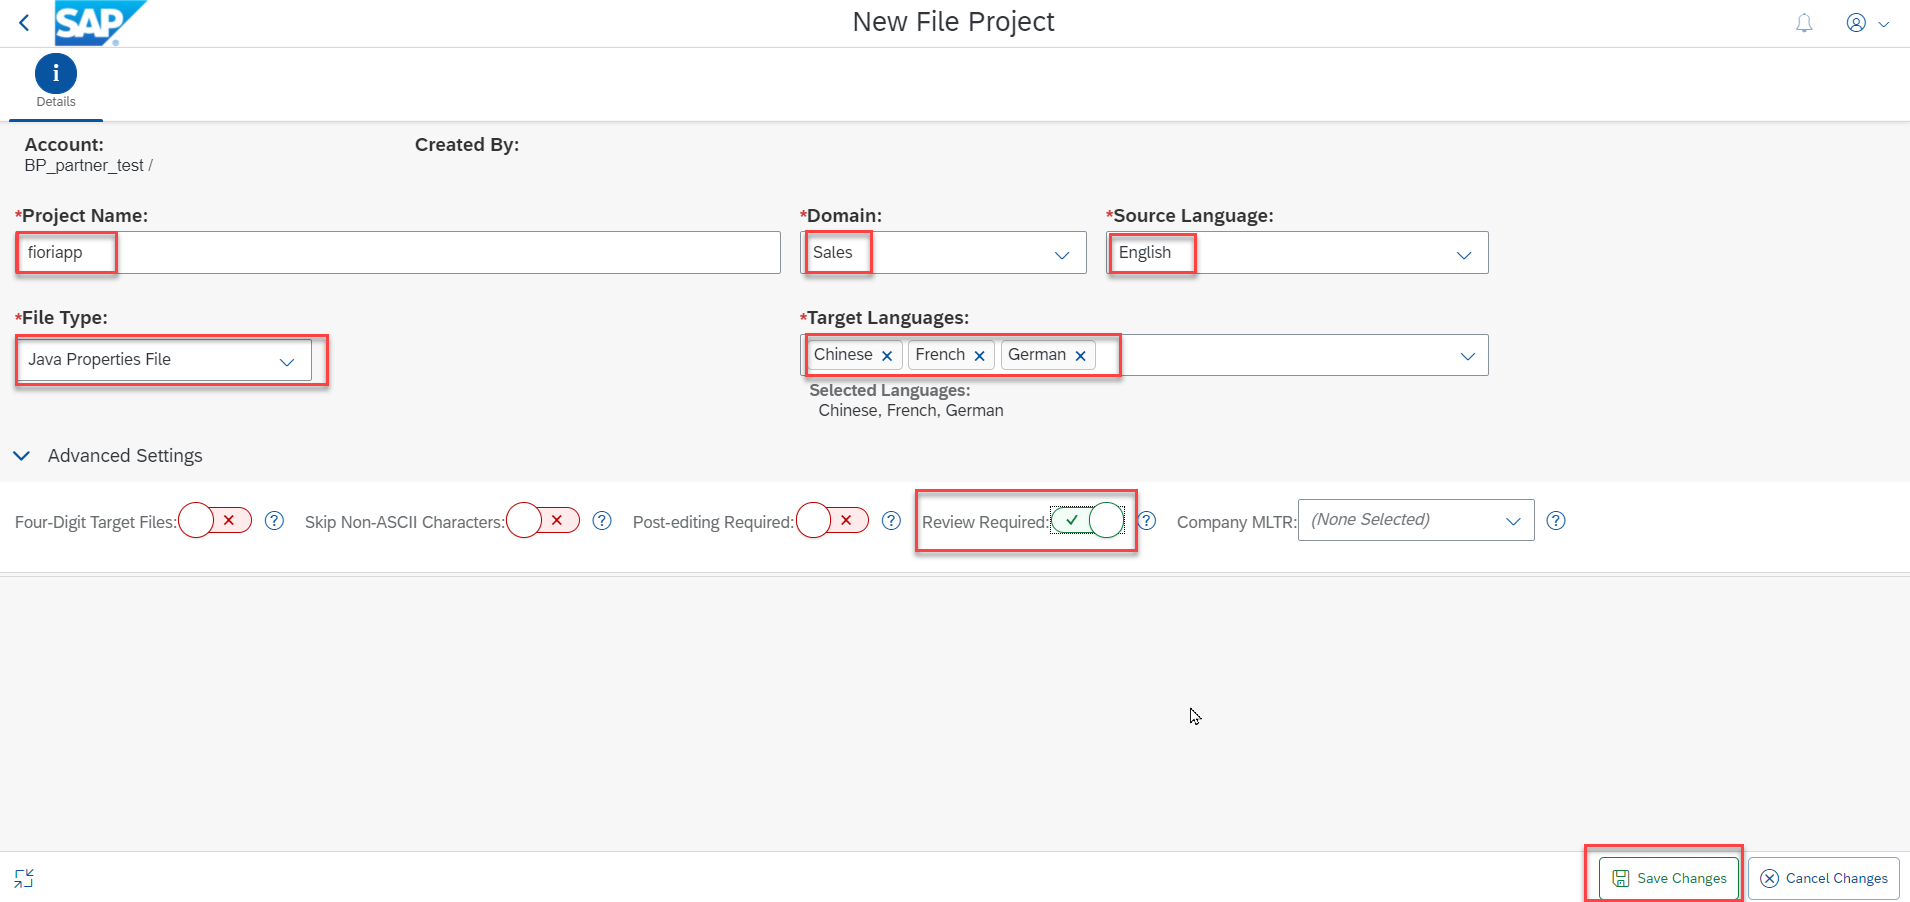 SAP
New File Project
i
Details
Account:
Created By:
BP_partner_test /
*Project Name:
*Domain:
*Source Language:
fioriapp
Sales
English
*File Type:
*Target Languages:
Java Properties File
Chinese
French
German
Selected Languages:
Chinese, French, German
Advanced Settings
Four-Digit Target Files:
?
Skip Non-ASCII Characters:
?
Post-editing Required:
?
Review Required:
?
Company MLTR:
(None Selected)
?
Save Changes
Cancel Changes